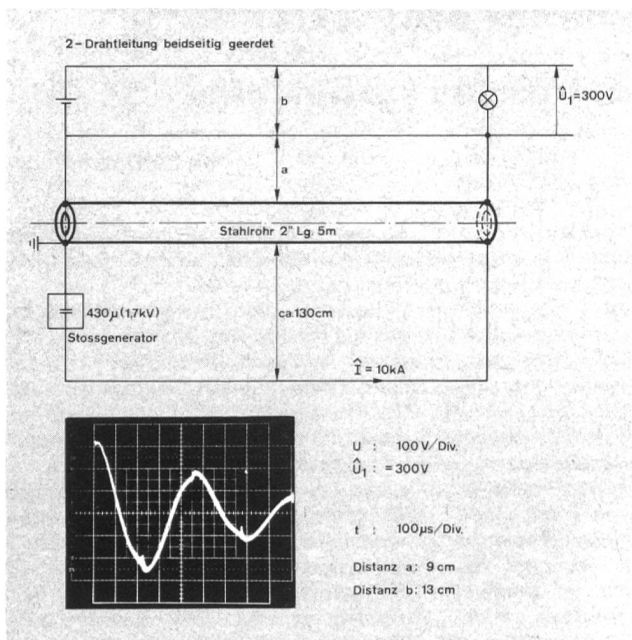 2-Drahtleitung beidseitig geerdet
b
Û₁=300V
a
Stahlrohr 2" Lg. 5m
430µ(1,7kV)
Stossgenerator
ca.130cm
Î = 10kA
U : 100V/Div.
Û₁ : =300V
t : 100µs/Div.
Distanz a: 9cm
Distanz b: 13cm